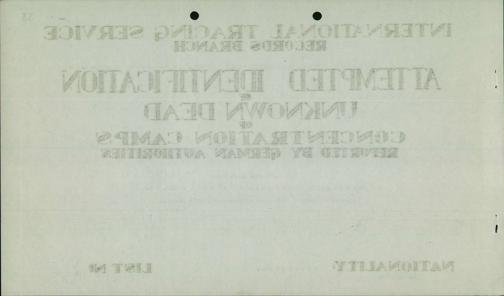 INTERNATIONAL TRACING SERVICE
RECORDS BRANCH
ATTEMPTED IDENTIFICATION
OF
UNKNOWN DEAD
OF
CONCENTRATION CAMPS
REPORTED BY GERMAN AUTHORITIES
NATIONALITY
LIST Nº